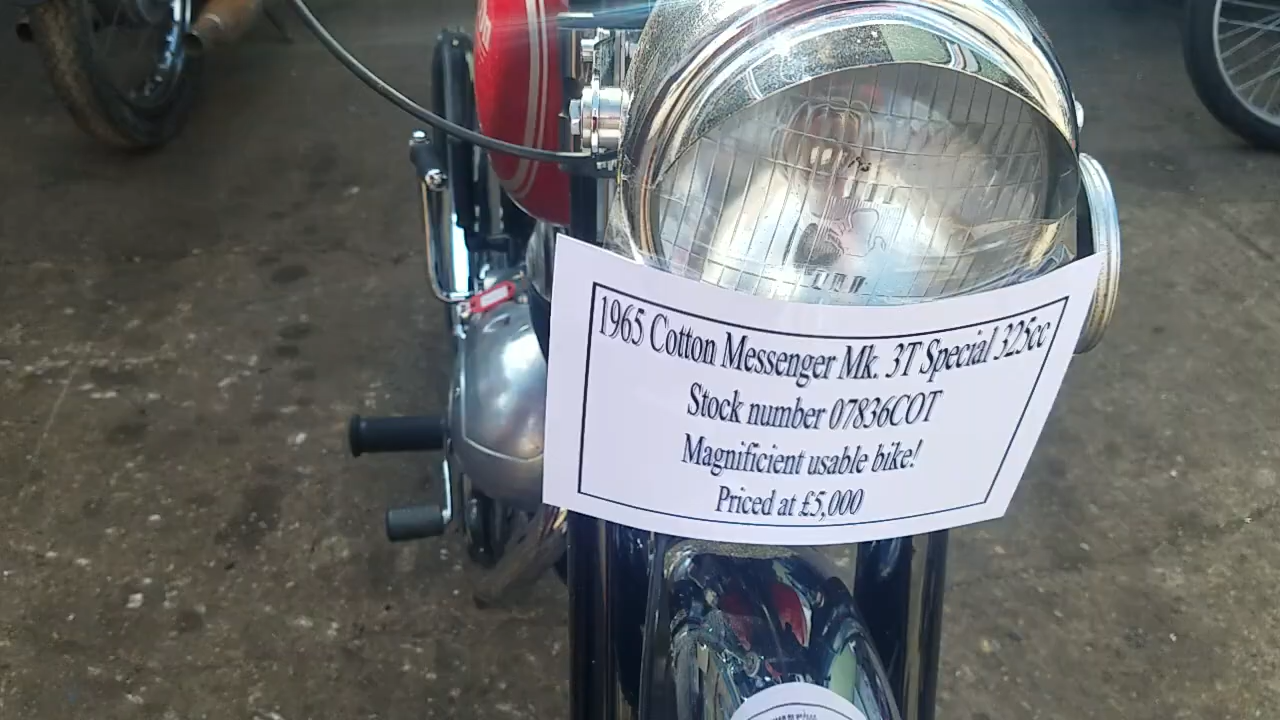 1965 Cotton Messenger Mk. 3T Special 325cc
Stock number 07836COT
Magnificient usable bike!
Priced at £5,000